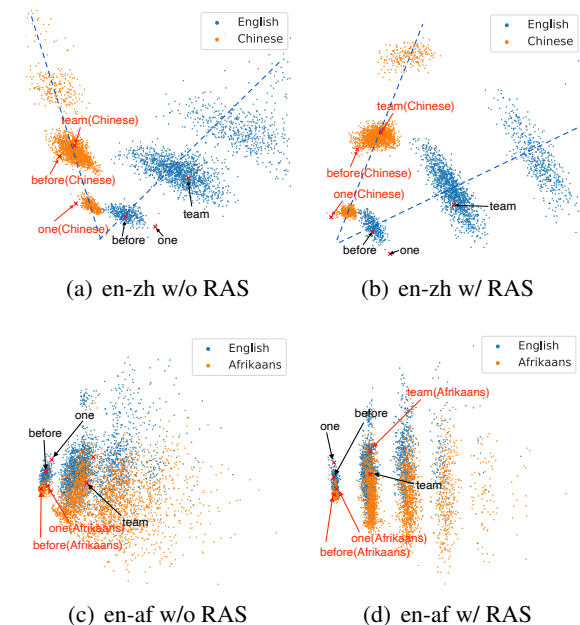 English
Chinese
team(Chinese)
before(Chinese)
one(Chinese)
team
before
one
(a) en-zh w/o RAS
English
Chinese
team(Chinese)
before(Chinese)
one(Chinese)
team
before
one
(b) en-zh w/ RAS
English
Afrikaans
one
before
team
one(Afrikaans)
before(Afrikaans)
(c) en-af w/o RAS
English
Afrikaans
team(Afrikaans)
before
one
team
one(Afrikaans)
before(Afrikaans)
(d) en-af w/ RAS